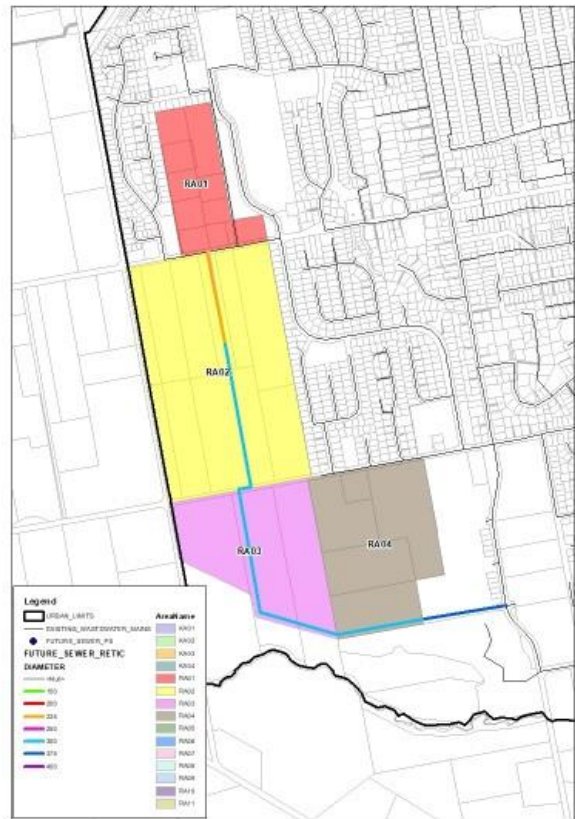 RA01
RA02
RA03
RA04
Legend
URBAN_LIMITS
EXISTING_WASTEWATER_MAINS
FUTURE_SEWER_PS
FUTURE_SEWER_RETIC
DIAMETER
<Null>
150
200
225
250
300
375
450
AreaName
RA01
RA02
RA03
RA04
RA05
RA06
RA07
RA08
RA09
RA10
RA11